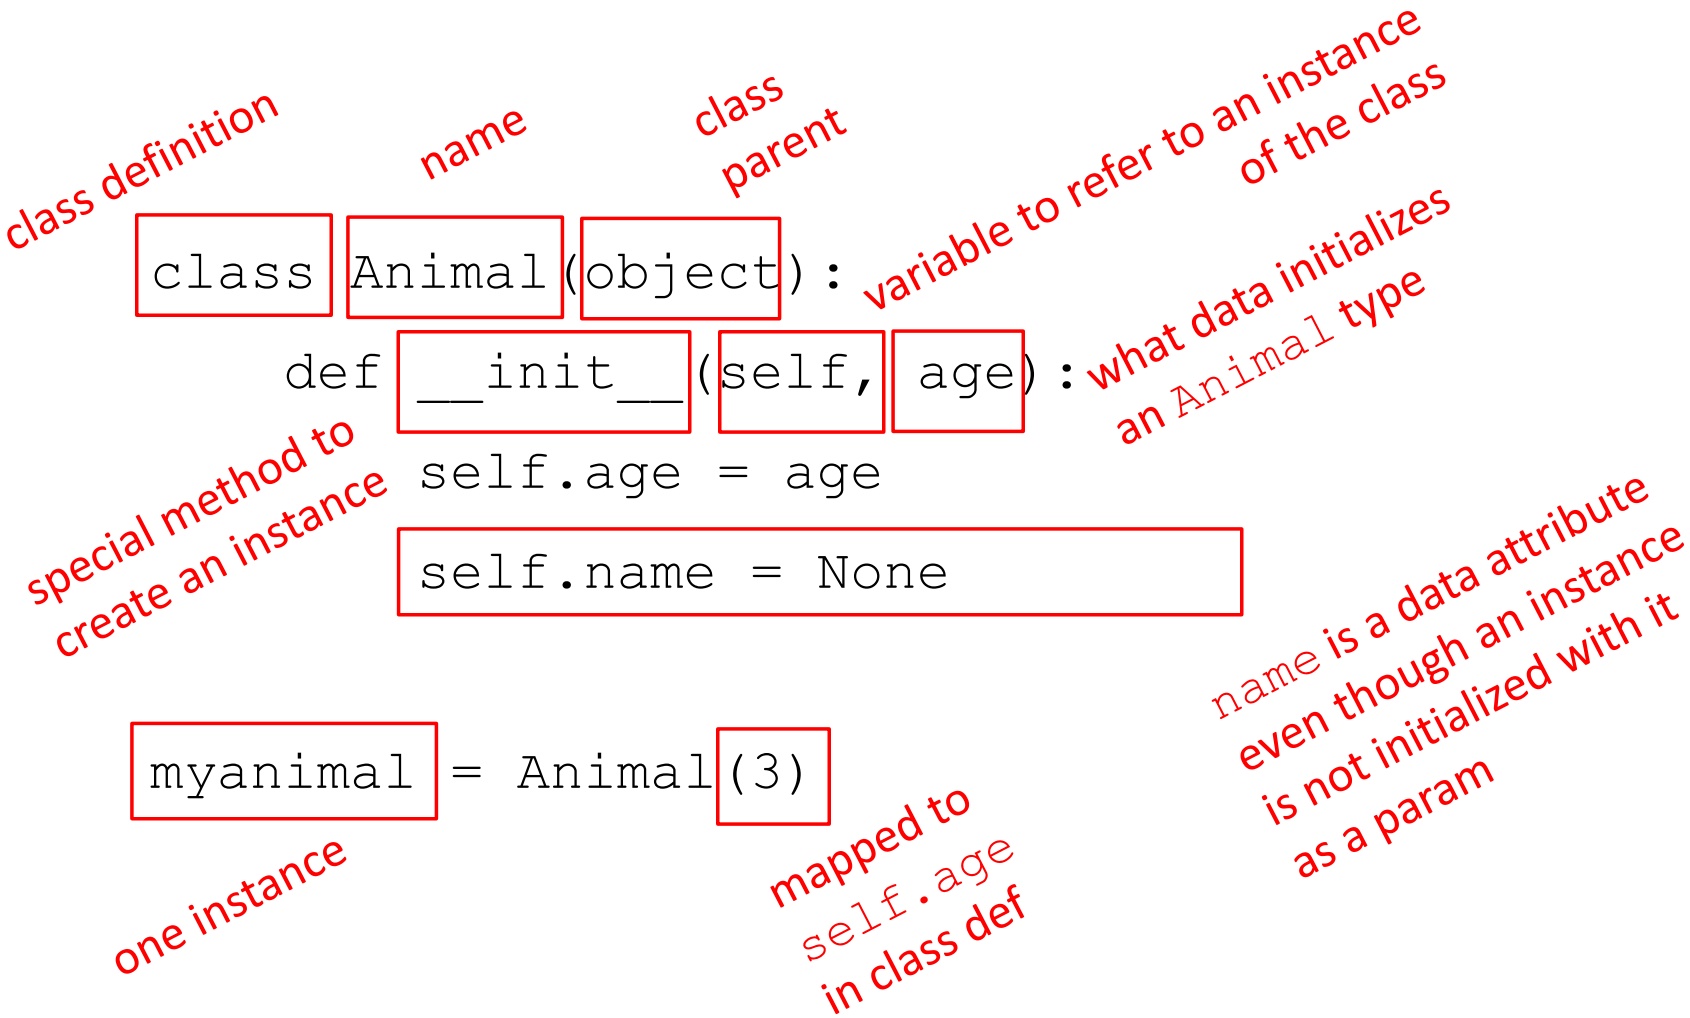 class definition
name
class
parent
variable to refer to an instance
of the class
class Animal(object):
what data initializes
an Animal type
def __init__(self, age):
special method to
create an instance
self.age = age
self.name = None
name is a data attribute
even though an instance
is not initialized with it
as a param
myanimal = Animal(3)
one instance
mapped to
self.age
in class def